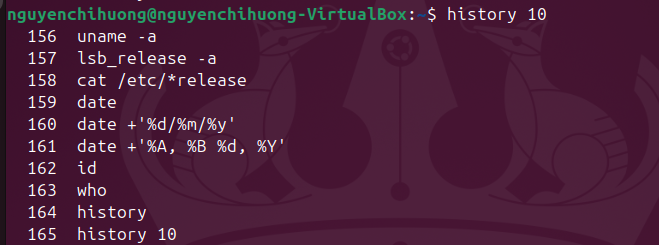 nguyenchihuong@nguyenchihuong-VirtualBox:~$ history 10
156 uname -a
157 lsb_release -a
158 cat /etc/*release
159 date
160 date +'%d/%m/%y'
161 date +'%A, %B %d, %Y'
162 id
163 who
164 history
165 history 10